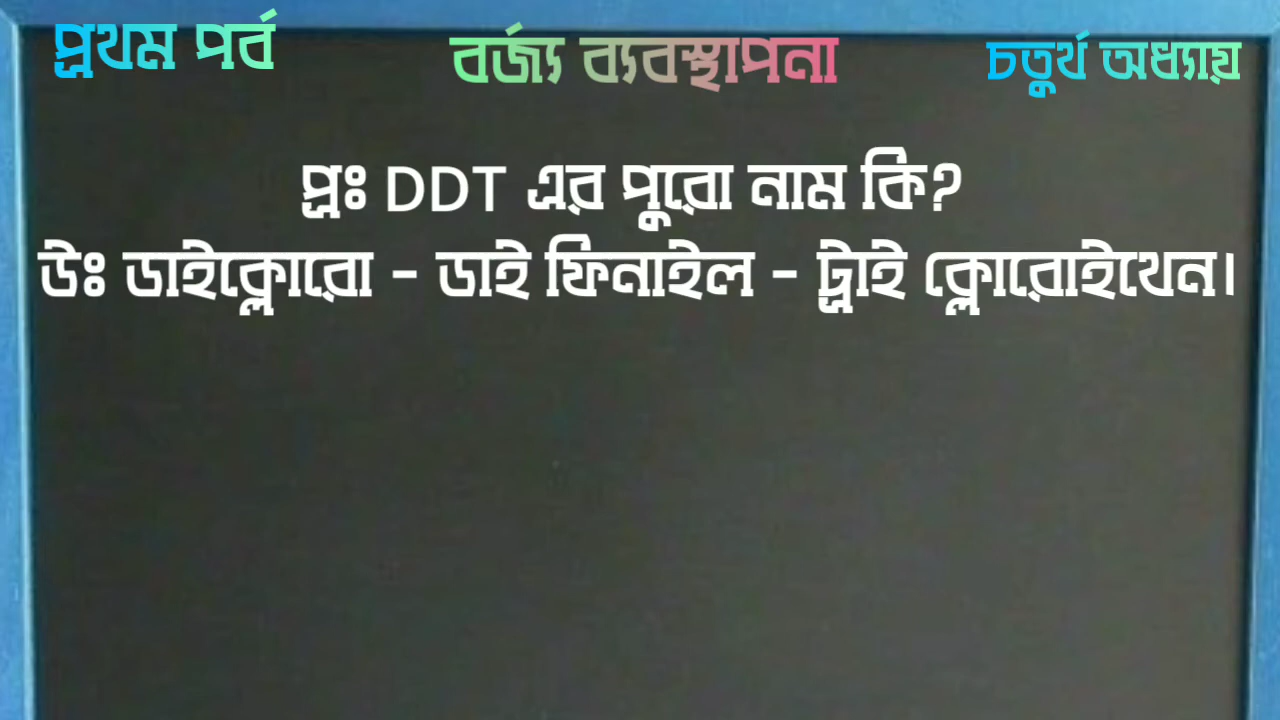 প্রথম পর্ব
বর্জ্য ব্যবস্থাপনা
চতুর্থ অধ্যায়
প্রঃ DDT এর পুরো নাম কি?
উঃ ডাইক্লোরো - ডাই ফিনাইল - ট্রাই ক্লোরোইথেন।